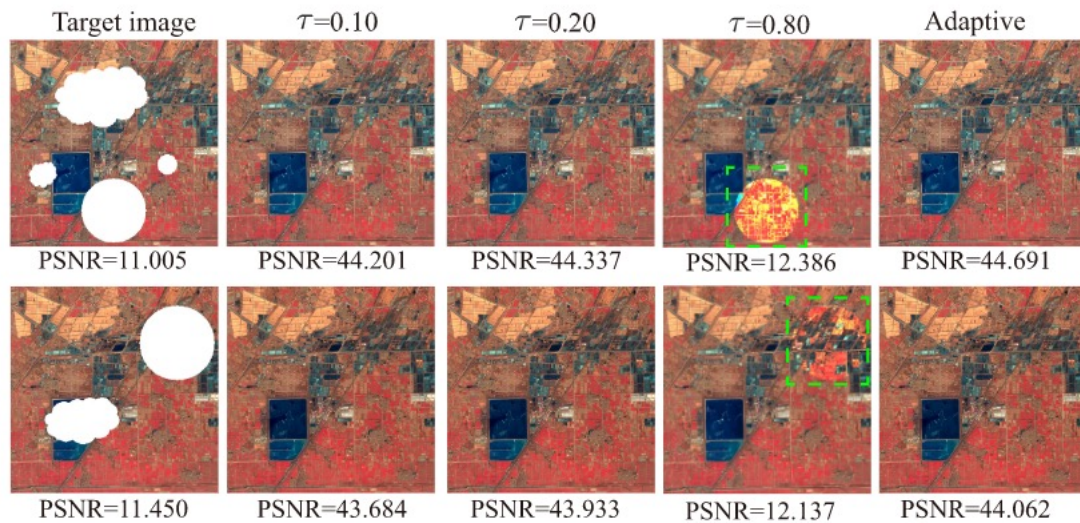 Target image τ=0.10 τ=0.20 τ=0.80 Adaptive
PSNR=11.005 PSNR=44.201 PSNR=44.337 PSNR=12.386 PSNR=44.691
PSNR=11.450 PSNR=43.684 PSNR=43.933 PSNR=12.137 PSNR=44.062